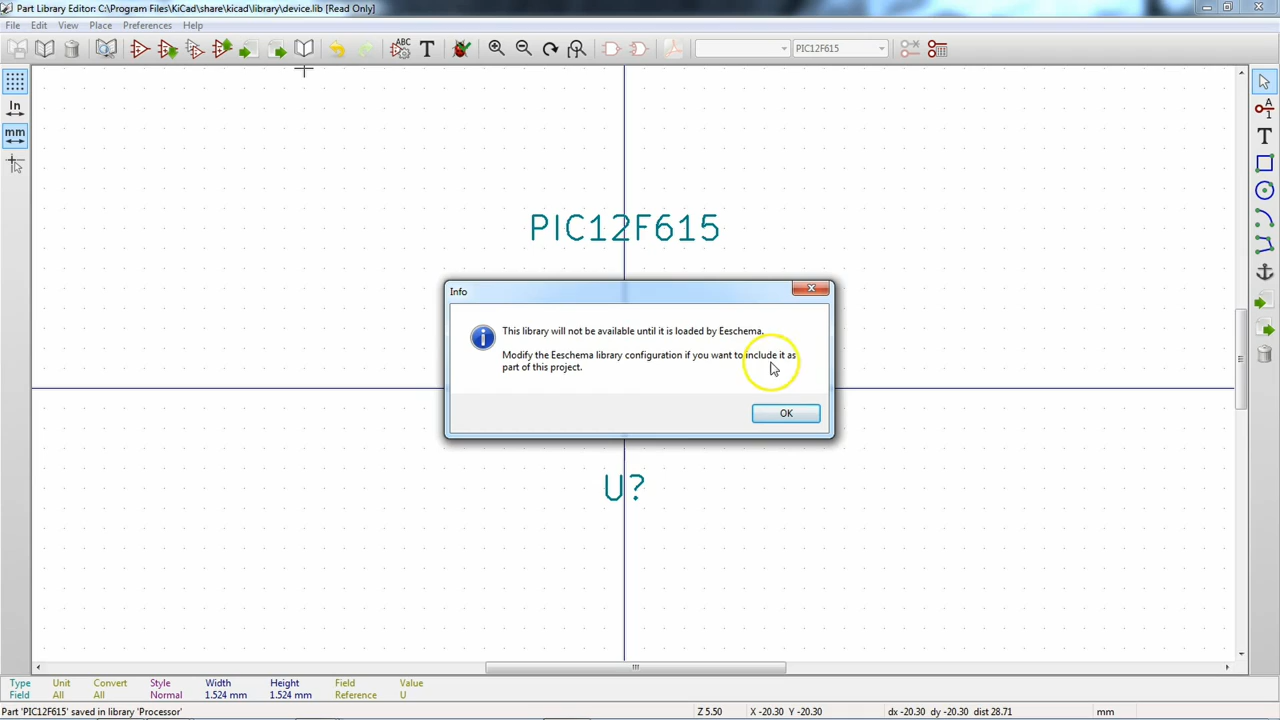 Part Library Editor: C:\Program Files\KiCad\share\kicad\library\device.lib [Read Only]
File Edit View Place Preferences Help
ABC T PIC12F615
In
mm
A
1
T
PIC12F615
Info
This library will not be available until it is loaded by Eeschema.
Modify the Eeschema library configuration if you want to include it as
part of this project.
OK
U?
Type Unit Convert Style Width Height Field Value
Field All All Normal 1.524 mm 1.524 mm Reference U
Part 'PIC12F615' saved in library 'Processor' Z 5.50 X -20.30 Y -20.30 dx -20.30 dy -20.30 dist 28.71 mm